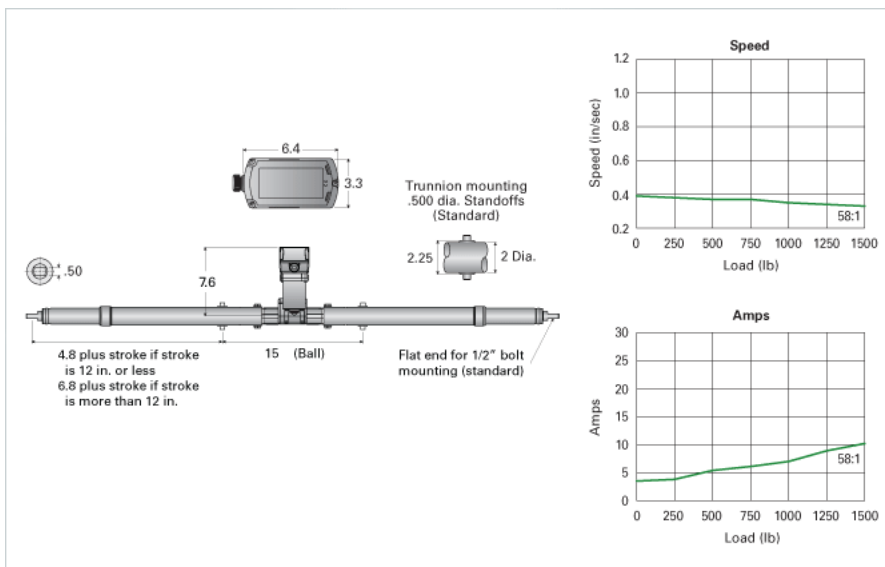 6.4
3.3
Trunnion mounting
.500 dia. Standoffs
(Standard)
2.25
2 Dia.
.50
7.6
4.8 plus stroke if stroke
is 12 in. or less
6.8 plus stroke if stroke
is more than 12 in.
15 (Ball)
Flat end for 1/2" bolt
mounting (standard)
Speed
Speed (in/sec)
1.2
1.0
0.8
0.6
0.4
0.2
58:1
0 250 500 750 1000 1250 1500
Load (lb)
Amps
Amps
30
25
20
15
10
5
0
58:1
0 250 500 750 1000 1250 1500
Load (lb)